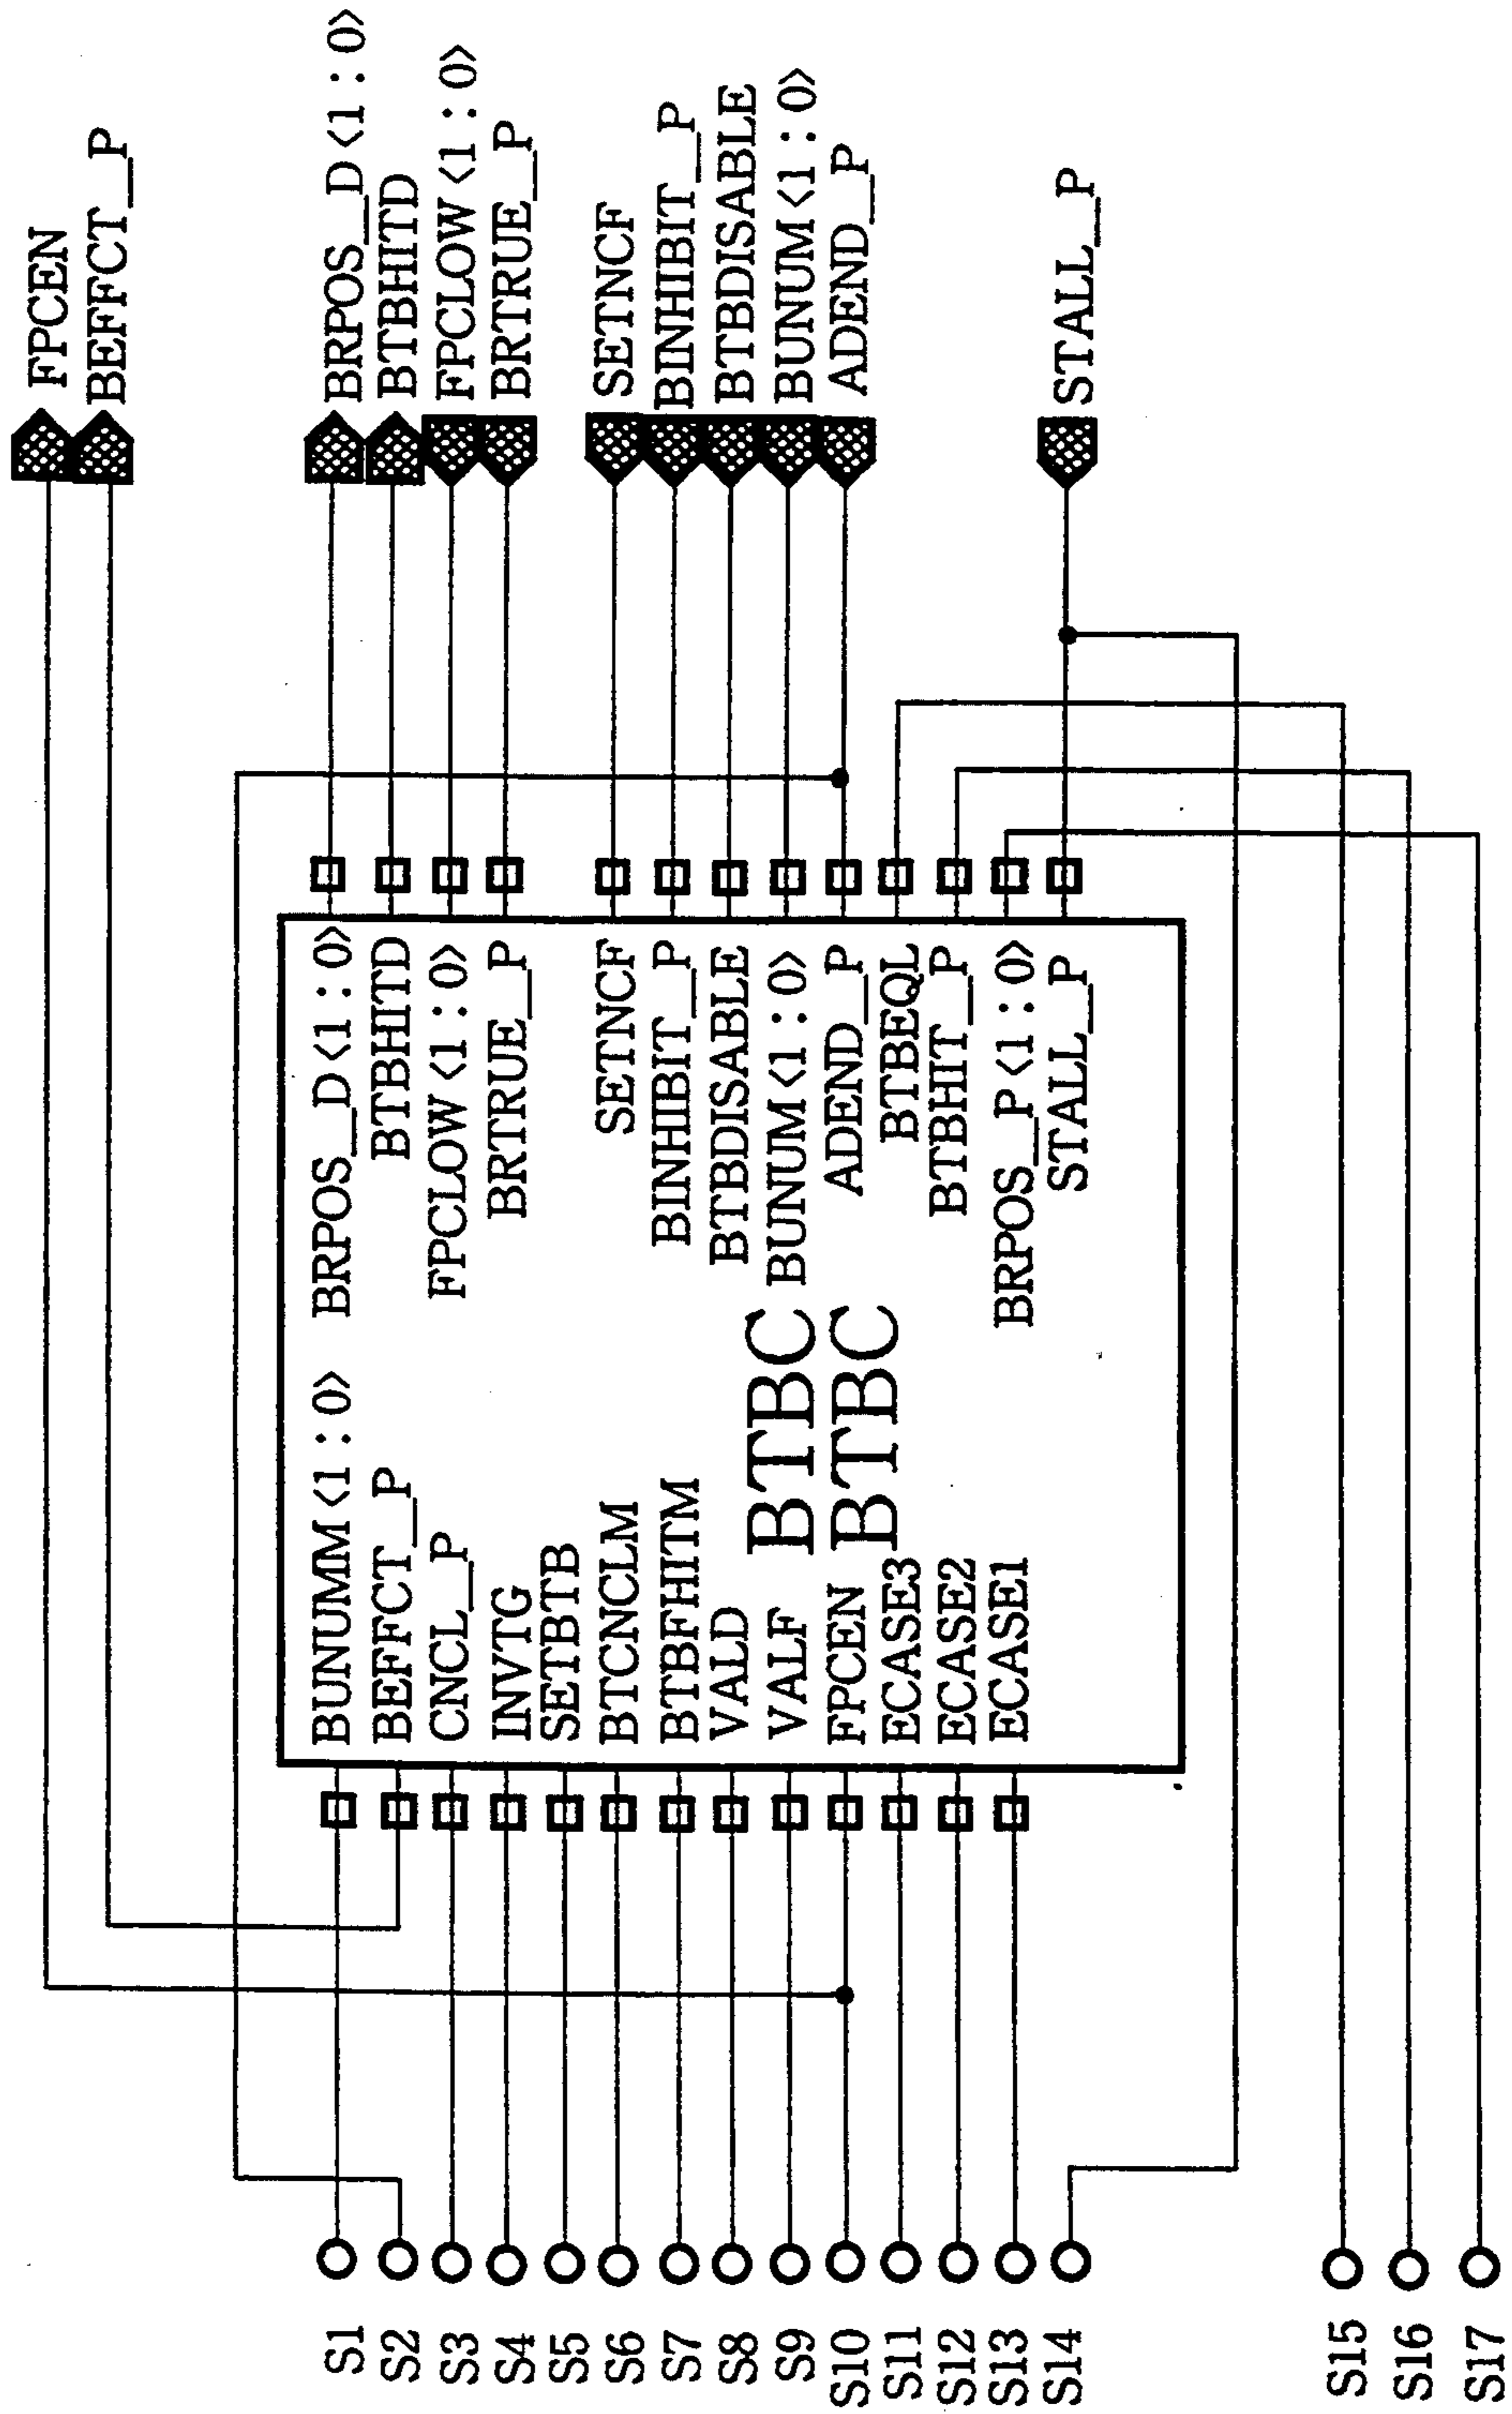 FPCEN
BEFFCT_P
BRPOS_D<1:0>
BTBHITD
FPCLOW<1:0>
BRTRUE_P
SETNCF
BINHIBIT_P
BTBDISABLE
BUNUM<1:0>
ADEND_P
STALL_P
BUNUMM<1:0>
BEFFCT_P
CNCL_P
INVTG
SETBTB
BTCNCLM
BTBFHITM
VALD
VALF
FPCEN
ECASE3
ECASE2
ECASE1
BTBC
BTBC
BRPOS_D<1:0>
BTBHITD
FPCLOW<1:0>
BRTRUE_P
SETNCF
BINHIBIT_P
BTBDISABLE
BUNUM<1:0>
ADEND_P
BTBEQL
BTBHIT_P
BRPOS_P<1:0>
STALL_P
S1
S2
S3
S4
S5
S6
S7
S8
S9
S10
S11
S12
S13
S14
S15
S16
S17